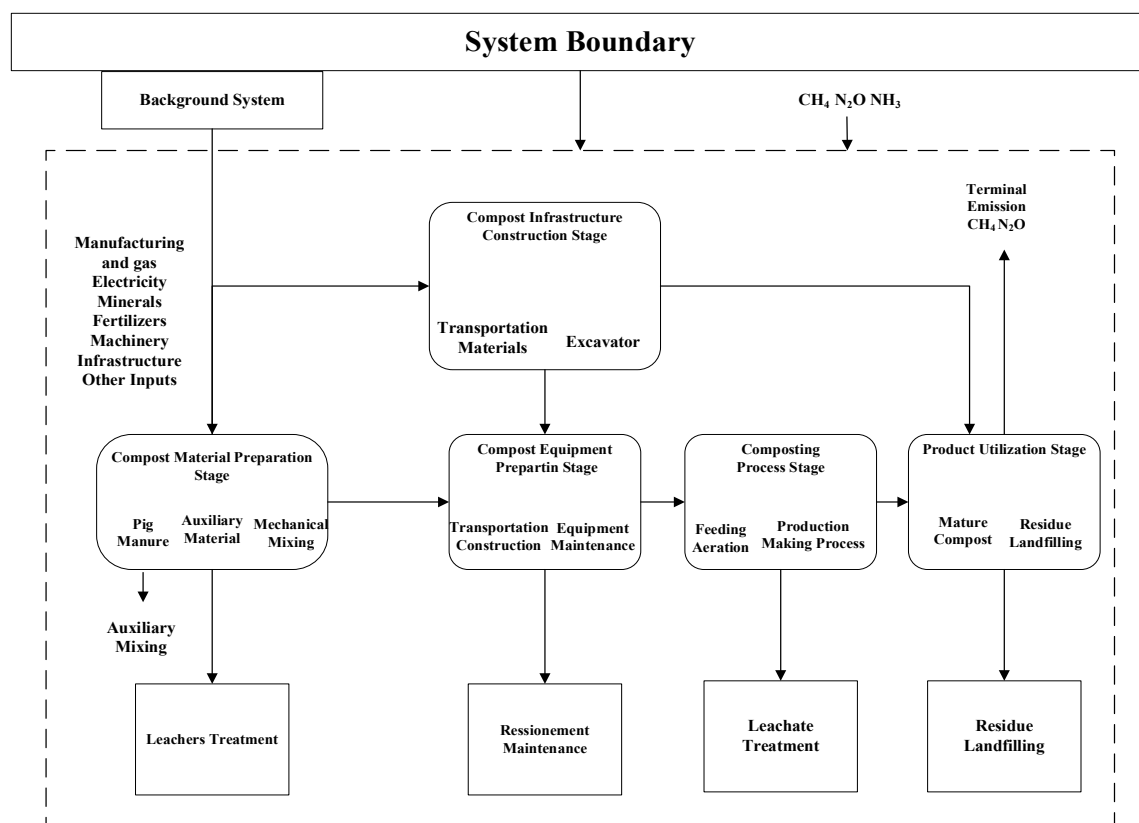 System Boundary
Background System
CH₄ N₂O NH₃
Terminal
Emission
CH₄ N₂O
Manufacturing
and gas
Electricity
Minerals
Fertilizers
Machinery
Infrastructure
Other Inputs
Compost Infrastructure
Construction Stage
Transportation
Materials
Excavator
Compost Material Preparation
Stage
Pig
Manure
Auxiliary
Material
Mechanical
Mixing
Compost Equipment
Prepartin Stage
Transportation
Construction
Equipment
Maintenance
Composting
Process Stage
Feeding
Aeration
Production
Making Process
Product Utilization Stage
Mature
Compost
Residue
Landfilling
Auxiliary
Mixing
Leachers Treatment
Ressionement
Maintenance
Leachate
Treatment
Residue
Landfilling